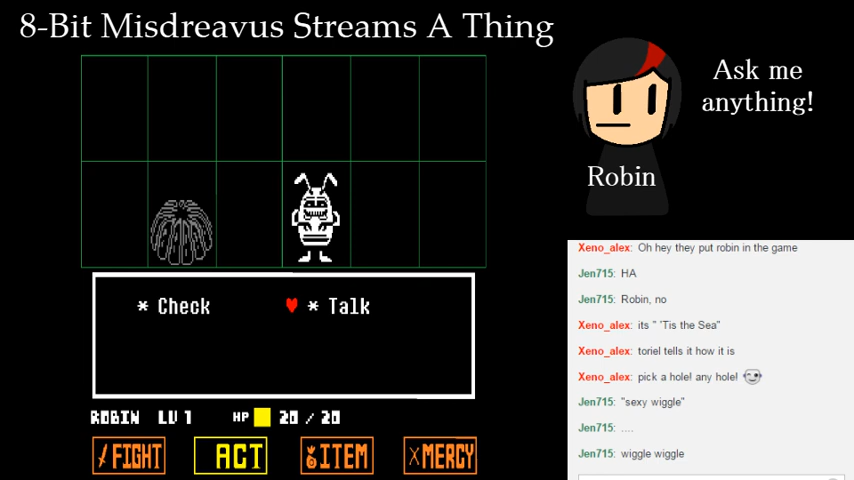 8-Bit Misdreavus Streams A Thing
Ask me
anything!
Robin
* Check
* Talk
ROBIN LV 1 HP 20 / 20
FIGHT
ACT
ITEM
MERCY
Xeno_alex: Oh hey they put robin in the game
Jen715: HA
Jen715: Robin, no
Xeno_alex: its " 'Tis the Sea"
Xeno_alex: toriel tells it how it is
Xeno_alex: pick a hole! any hole!
Jen715: "sexy wiggle"
Jen715: ....
Jen715: wiggle wiggle